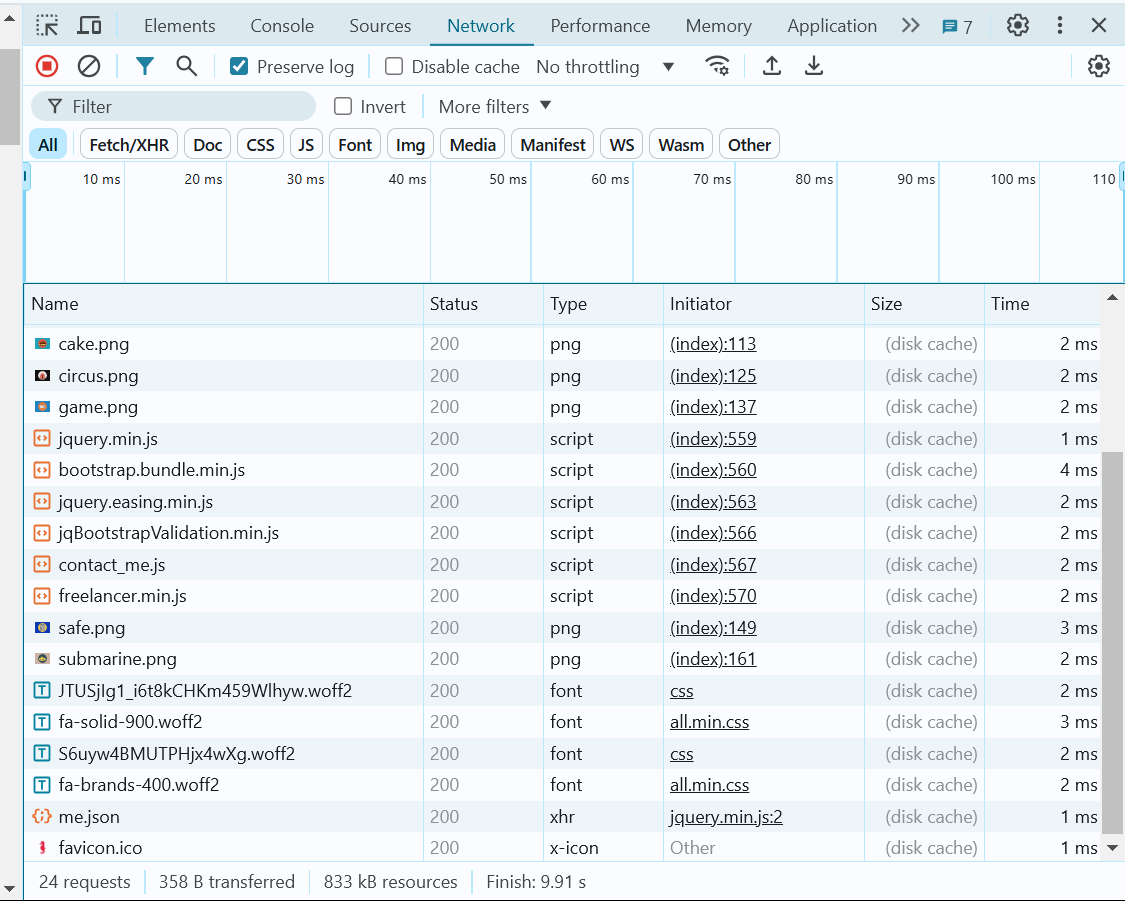 Elements Console Sources Network Performance Memory Application 7
Preserve log Disable cache No throttling
Filter Invert More filters
All Fetch/XHR Doc CSS JS Font Img Media Manifest WS Wasm Other
10 ms 20 ms 30 ms 40 ms 50 ms 60 ms 70 ms 80 ms 90 ms 100 ms 110
Name Status Type Initiator Size Time
cake.png 200 png (index):113 (disk cache) 2 ms
circus.png 200 png (index):125 (disk cache) 2 ms
game.png 200 png (index):137 (disk cache) 2 ms
jquery.min.js 200 script (index):559 (disk cache) 1 ms
bootstrap.bundle.min.js 200 script (index):560 (disk cache) 4 ms
jquery.easing.min.js 200 script (index):563 (disk cache) 2 ms
jqBootstrapValidation.min.js 200 script (index):566 (disk cache) 2 ms
contact_me.js 200 script (index):567 (disk cache) 2 ms
freelancer.min.js 200 script (index):570 (disk cache) 2 ms
safe.png 200 png (index):149 (disk cache) 3 ms
submarine.png 200 png (index):161 (disk cache) 2 ms
JTUSjIg1_i6t8kCHKm459Wlhyw.woff2 200 font css (disk cache) 2 ms
fa-solid-900.woff2 200 font all.min.css (disk cache) 3 ms
S6uyw4BMUTPHjx4wXg.woff2 200 font css (disk cache) 2 ms
fa-brands-400.woff2 200 font all.min.css (disk cache) 2 ms
me.json 200 xhr jquery.min.js:2 (disk cache) 1 ms
favicon.ico 200 x-icon Other (disk cache) 1 ms
24 requests 358 B transferred 833 kB resources Finish: 9.91 s